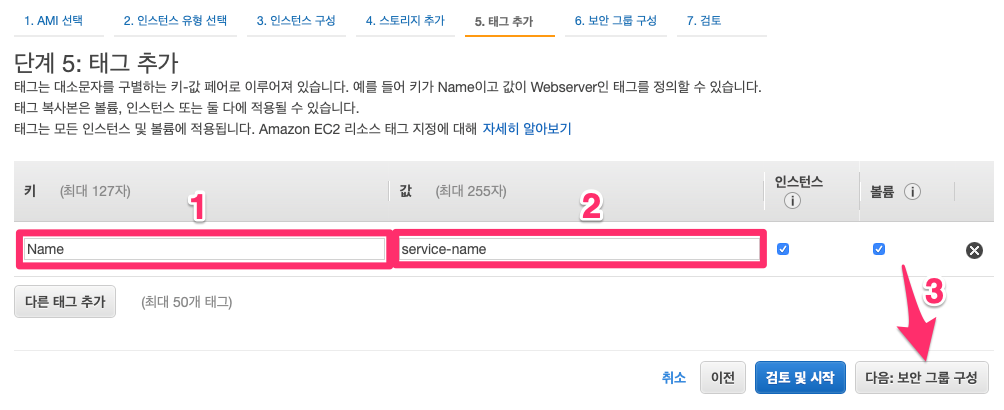 1. AMI 선택 2. 인스턴스 유형 선택 3. 인스턴스 구성 4. 스토리지 추가 5. 태그 추가 6. 보안 그룹 구성 7. 검토
단계 5: 태그 추가
태그는 대소문자를 구별하는 키-값 페어로 이루어져 있습니다. 예를 들어 키가 Name이고 값이 Webserver인 태그를 정의할 수 있습니다.
태그 복사본은 볼륨, 인스턴스 또는 둘 다에 적용될 수 있습니다.
태그는 모든 인스턴스 및 볼륨에 적용됩니다. Amazon EC2 리소스 태그 지정에 대해 자세히 알아보기
키 (최대 127자) 값 (최대 255자) 인스턴스 볼륨
1 2
Name service-name
다른 태그 추가 (최대 50개 태그)
3
취소 이전 검토 및 시작 다음: 보안 그룹 구성